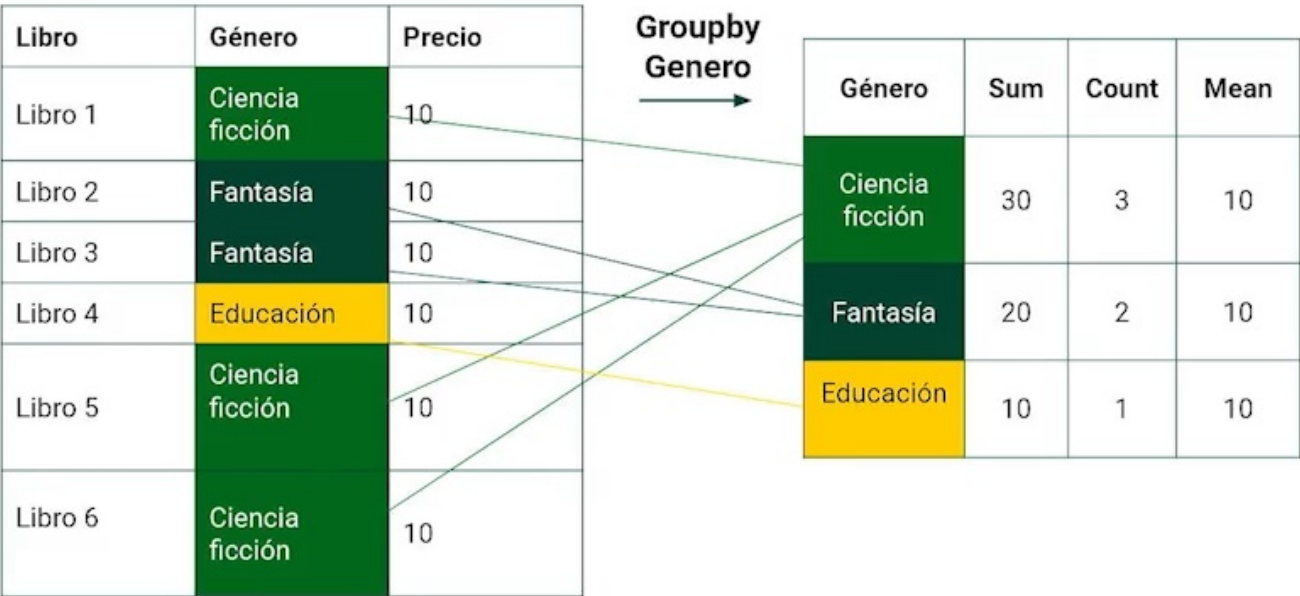 Libro Género Precio
Libro 1 Ciencia ficción 10
Libro 2 Fantasía 10
Libro 3 Fantasía 10
Libro 4 Educación 10
Libro 5 Ciencia ficción 10
Libro 6 Ciencia ficción 10
Groupby
Genero
Género Sum Count Mean
Ciencia ficción 30 3 10
Fantasía 20 2 10
Educación 10 1 10